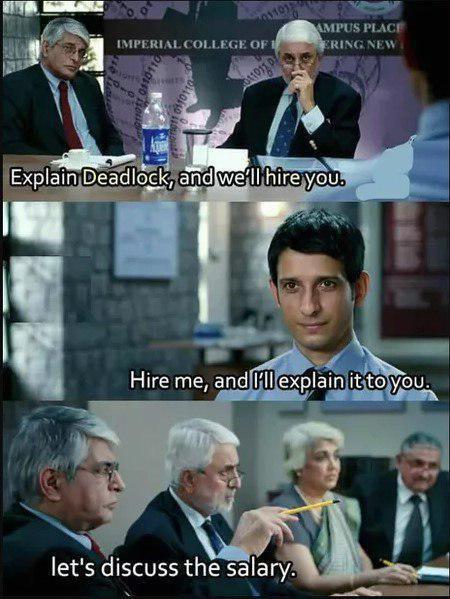 AMPUS PLAC
IMPERIAL COLLEGE OF
ERING, NEW
Explain Deadlock, and we'll hire you.
Hire me, and I'll explain it to you.
let's discuss the salary.